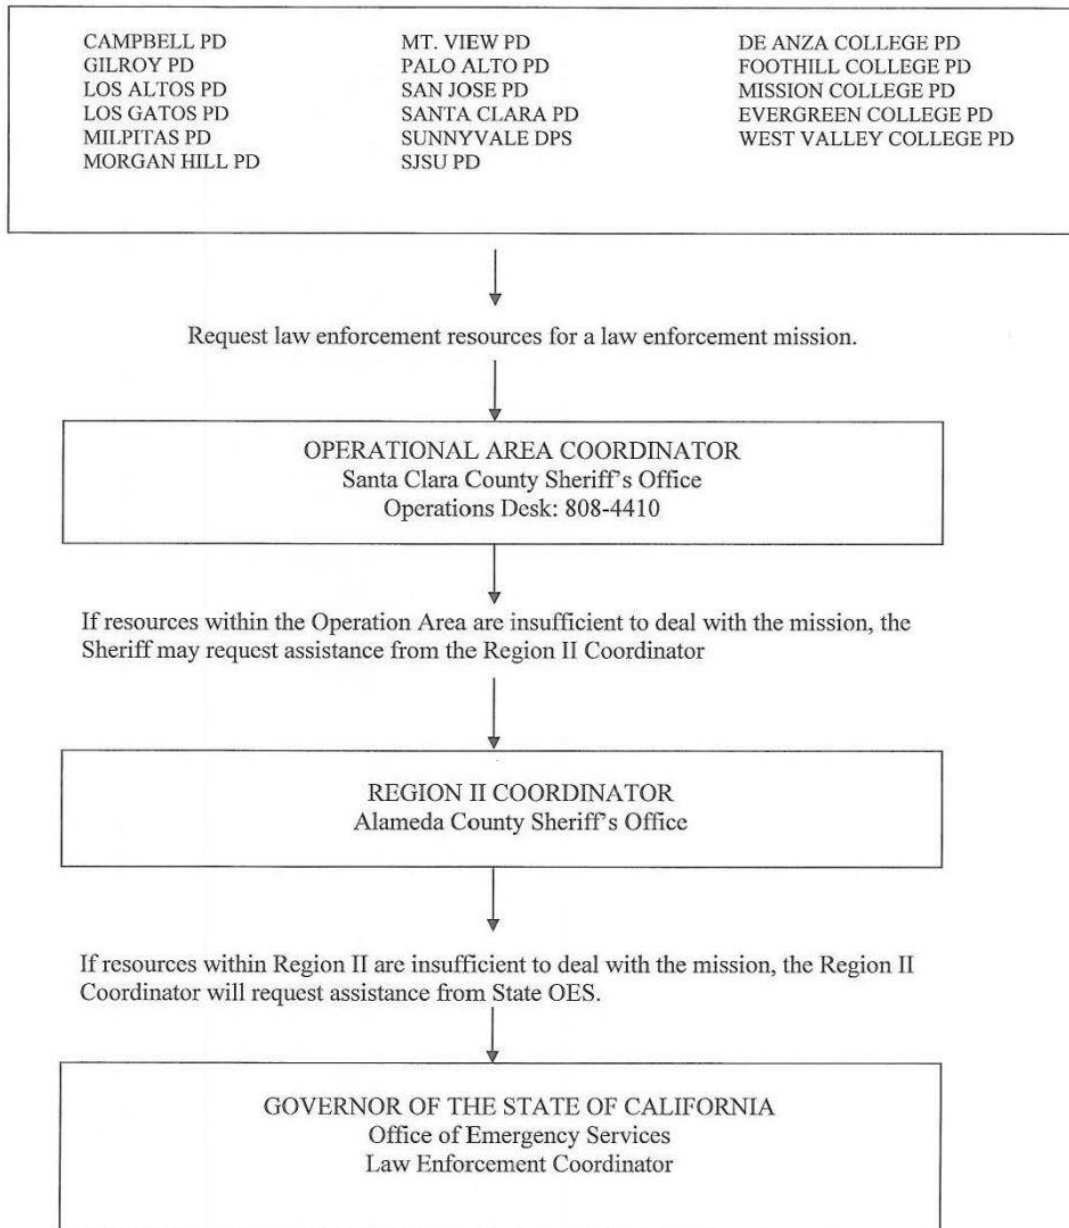 CAMPBELL PD
GILROY PD
LOS ALTOS PD
LOS GATOS PD
MILPITAS PD
MORGAN HILL PD
MT. VIEW PD
PALO ALTO PD
SAN JOSE PD
SANTA CLARA PD
SUNNYVALE DPS
SJSU PD
DE ANZA COLLEGE PD
FOOTHILL COLLEGE PD
MISSION COLLEGE PD
EVERGREEN COLLEGE PD
WEST VALLEY COLLEGE PD
Request law enforcement resources for a law enforcement mission.
OPERATIONAL AREA COORDINATOR
Santa Clara County Sheriff's Office
Operations Desk: 808-4410
If resources within the Operation Area are insufficient to deal with the mission, the
Sheriff may request assistance from the Region II Coordinator
REGION II COORDINATOR
Alameda County Sheriff's Office
If resources within Region II are insufficient to deal with the mission, the Region II
Coordinator will request assistance from State OES.
GOVERNOR OF THE STATE OF CALIFORNIA
Office of Emergency Services
Law Enforcement Coordinator